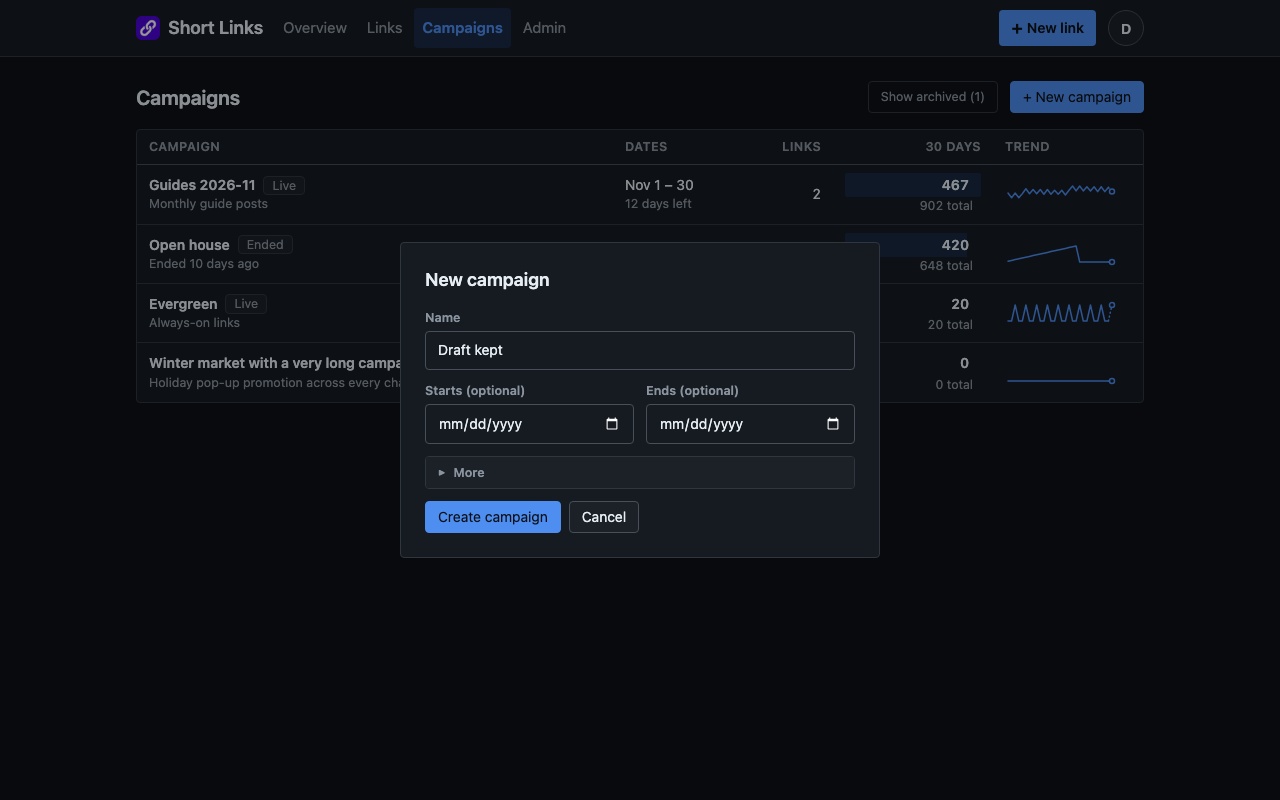 Short Links Overview Links Campaigns Admin + New link D
Campaigns Show archived (1) + New campaign
CAMPAIGN DATES LINKS 30 DAYS TREND
Guides 2026-11 Live Nov 1 – 30 2 467
Monthly guide posts 12 days left 902 total
Open house Ended 420
Ended 10 days ago 648 total
Evergreen Live 20
Always-on links 20 total
Winter market with a very long 0
Holiday pop-up promotion across every 0 total
New campaign
Name
Draft kept
Starts (optional) Ends (optional)
mm/dd/yyyy mm/dd/yyyy
▸ More
Create campaign Cancel